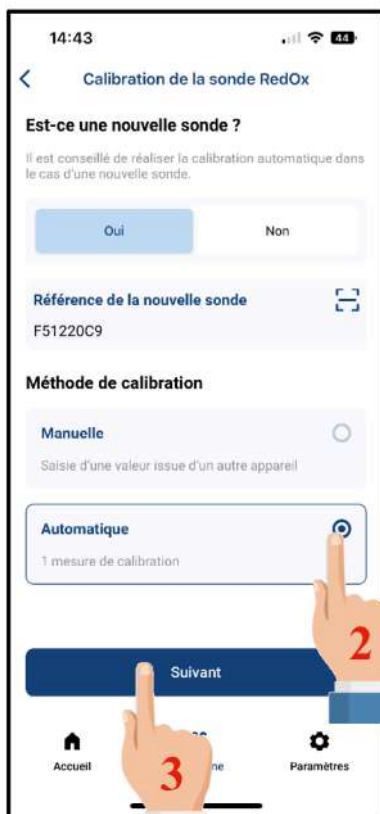 14:43
44
Calibration de la sonde RedOx
Est-ce une nouvelle sonde ?
Il est conseillé de réaliser la calibration automatique dans
le cas d'une nouvelle sonde.
Oui Non
Référence de la nouvelle sonde
F51220C9
Méthode de calibration
Manuelle
Saisie d'une valeur issue d'un autre appareil
Automatique
1 mesure de calibration
2
Suivant
3
Accueil ne Paramètres